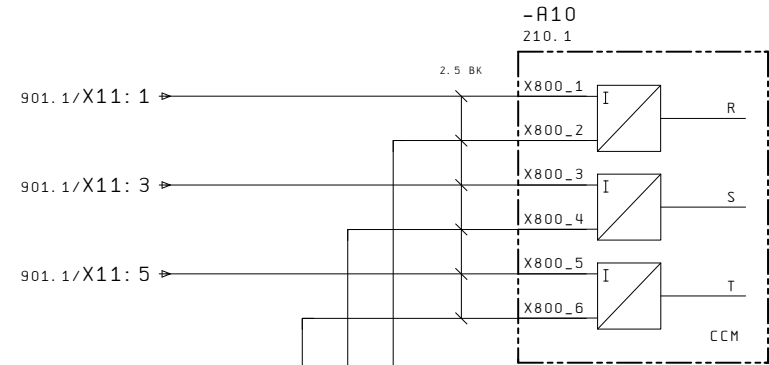 -A10
210.1
2.5 BK
901.1/X11:1
X800_1
I
R
X800_2
901.1/X11:3
X800_3
I
S
X800_4
901.1/X11:5
X800_5
I
T
X800_6
CCM